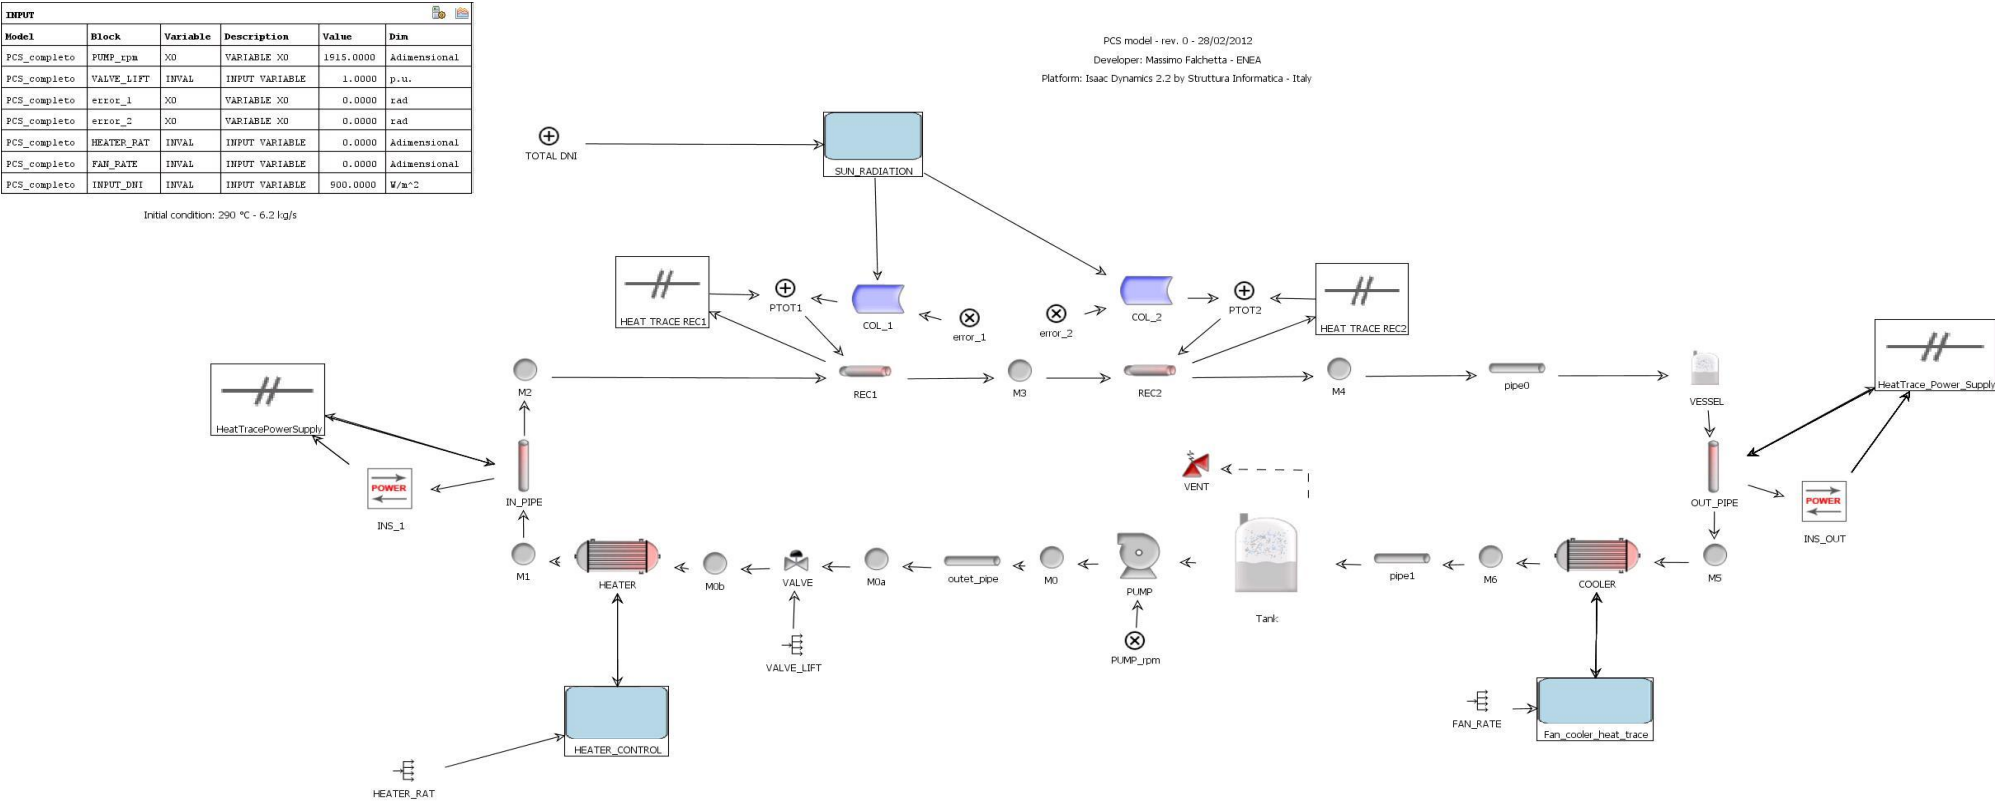 INPUT
Model Block Variable Description Value Dim
PCS_completo PUMP_rpm X0 VARIABLE X0 1915.0000 Adimensional
PCS_completo VALVE_LIFT INVAL INPUT VARIABLE 1.0000 p.u.
PCS_completo error_1 X0 VARIABLE X0 0.0000 rad
PCS_completo error_2 X0 VARIABLE X0 0.0000 rad
PCS_completo HEATER_RAT INVAL INPUT VARIABLE 0.0000 Adimensional
PCS_completo FAN_RATE INVAL INPUT VARIABLE 0.0000 Adimensional
PCS_completo INPUT_DNI INVAL INPUT VARIABLE 900.0000 W/m^2
Initial condition: 290 °C - 6.2 kg/s
PCS model - rev. 0 - 28/02/2012
Developer: Massimo Falchetta - ENEA
Platform: Isaac Dynamics 2.2 by Struttura Informatica - Italy
TOTAL DNI
SUN_RADIATION
HEAT TRACE REC1
PTOT1
COL_1
error_1
error_2
COL_2
PTOT2
HEAT TRACE REC2
HeatTracePowerSupply
M2
REC1
M3
REC2
M4
pipe0
VESSEL
HeatTrace_Power_Supply
POWER
INS_1
IN_PIPE
VENT
OUT_PIPE
POWER
INS_OUT
M1
HEATER
M0b
VALVE
M0a
outet_pipe
M0
PUMP
Tank
pipe1
M6
COOLER
M5
VALVE_LIFT
PUMP_rpm
HEATER_CONTROL
HEATER_RAT
FAN_RATE
Fan_cooler_heat_trace